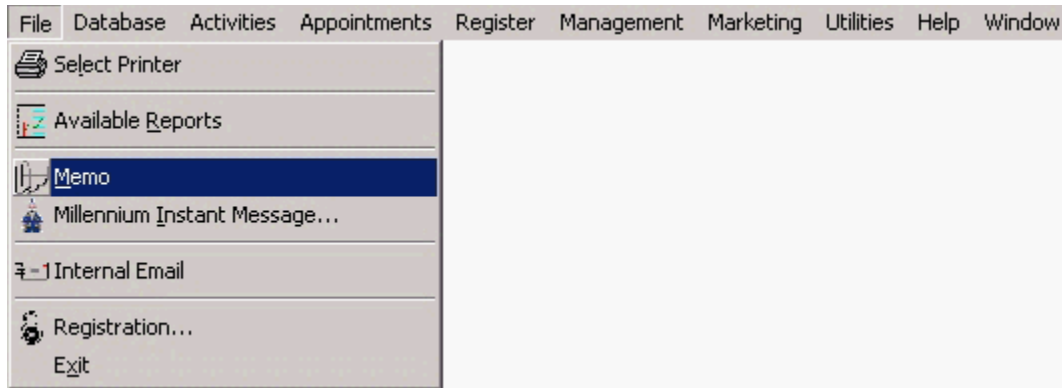 File Database Activities Appointments Register Management Marketing Utilities Help Window
Select Printer
Available Reports
Memo
Millennium Instant Message...
Internal Email
Registration...
Exit